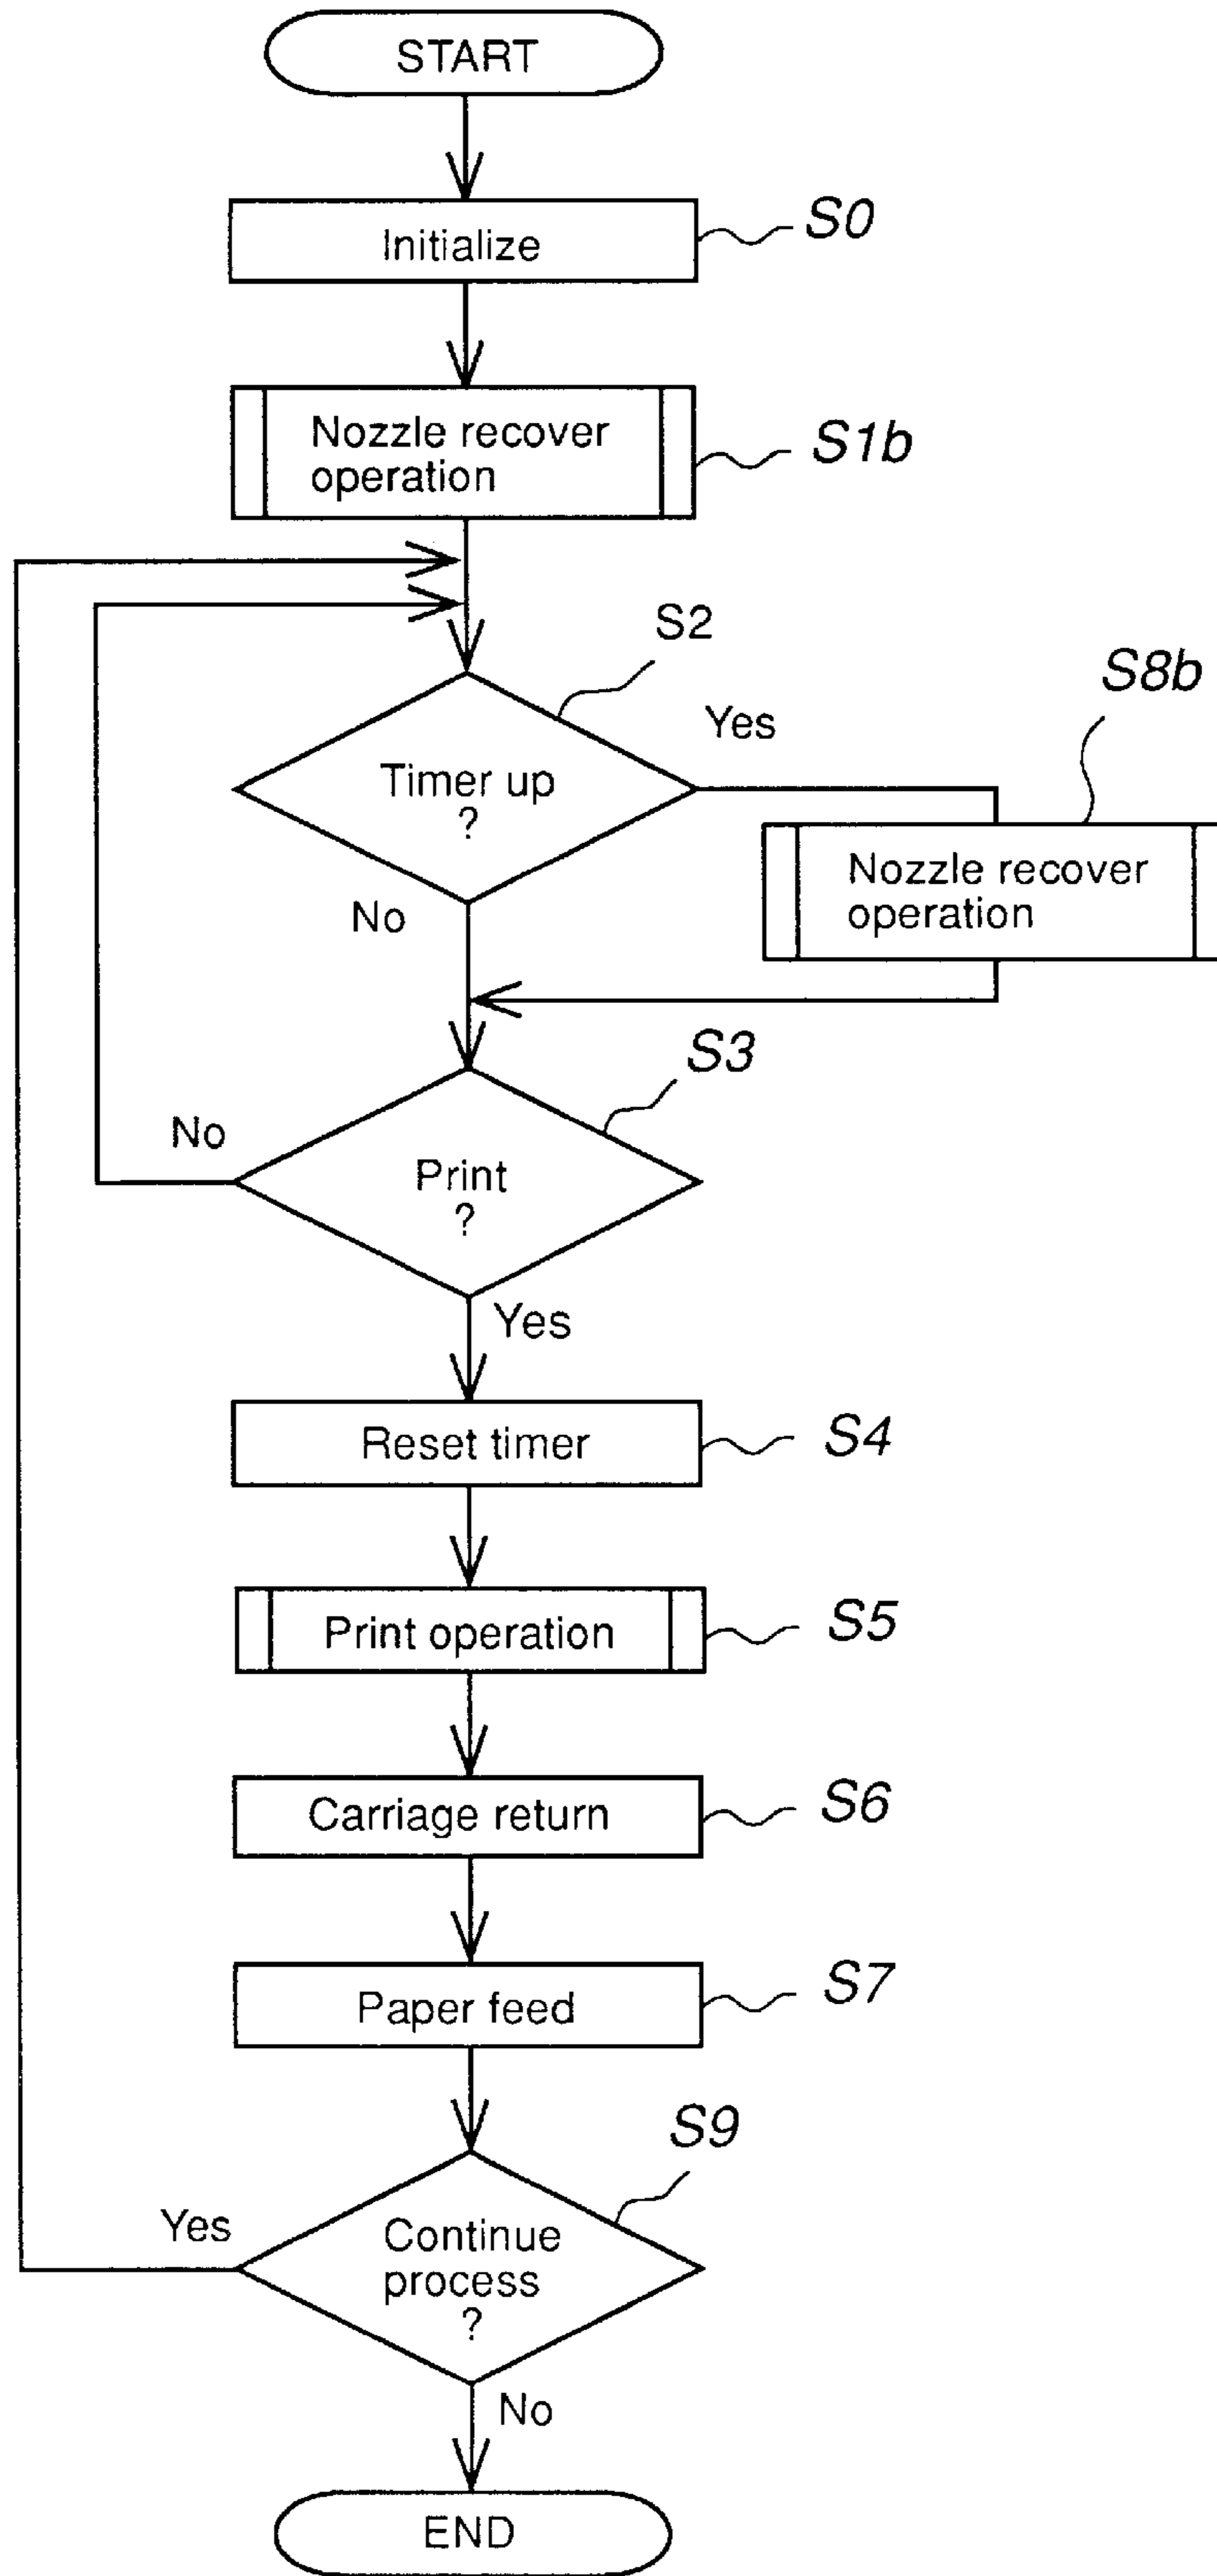 START
Initialize
S0
Nozzle recover
operation
S1b
S2
Timer up
?
Yes
S8b
Nozzle recover
operation
No
S3
No
Print
?
Yes
Reset timer
S4
Print operation
S5
Carriage return
S6
Paper feed
S7
S9
Yes
Continue
process
?
No
END